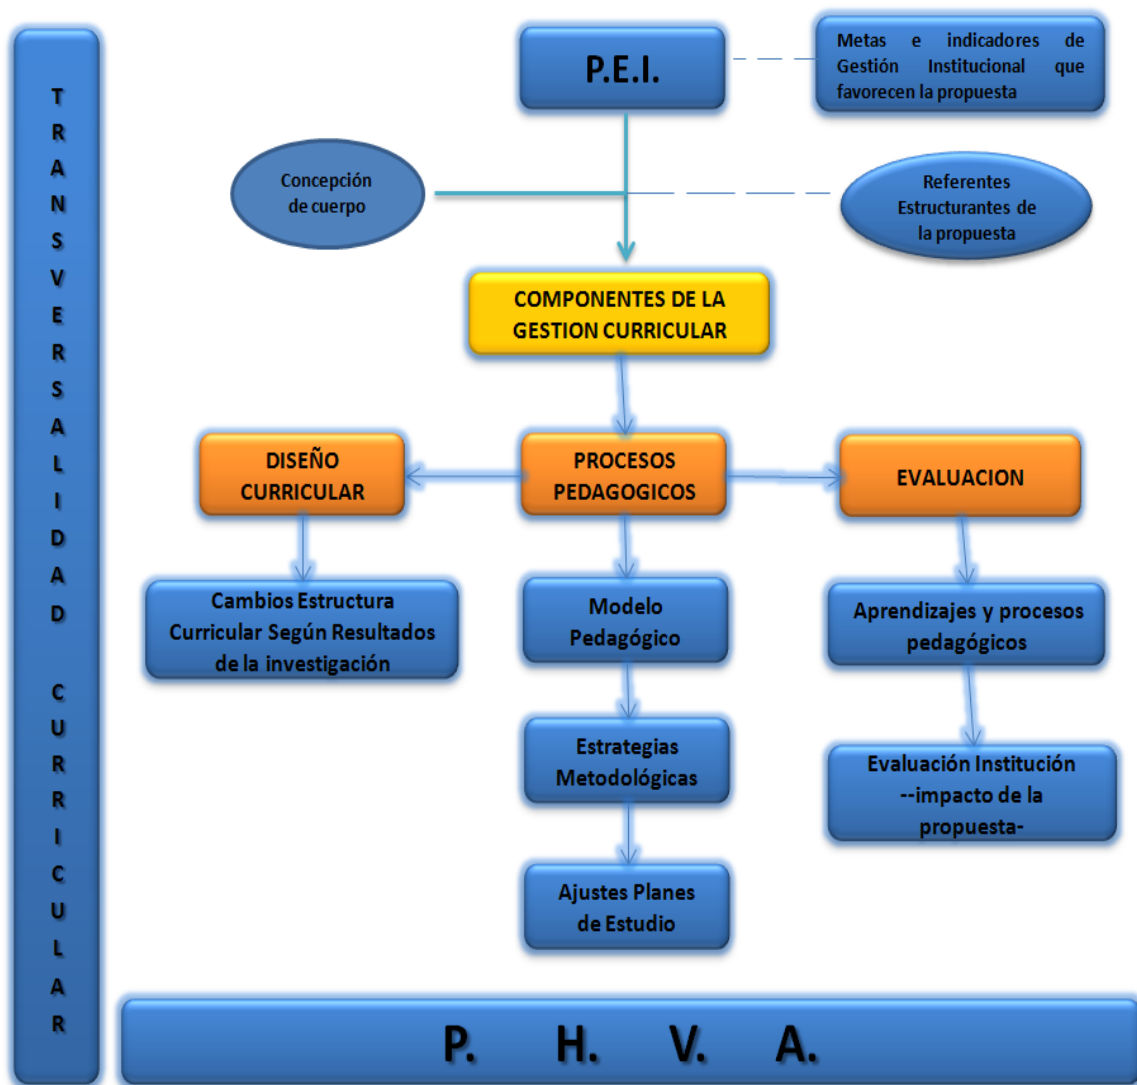 TRANSVERSALIDAD CURRICULAR
P.E.I.
Metas e indicadores de
Gestión Institucional que
favorecen la propuesta
Concepción
de cuerpo
Referentes
Estructurantes de
la propuesta
COMPONENTES DE LA
GESTION CURRICULAR
DISEÑO
CURRICULAR
PROCESOS
PEDAGOGICOS
EVALUACION
Cambios Estructura
Curricular Según Resultados
de la investigación
Modelo
Pedagógico
Estrategias
Metodológicas
Ajustes Planes
de Estudio
Aprendizajes y procesos
pedagógicos
Evaluación Institución
--impacto de la
propuesta-
P. H. V. A.